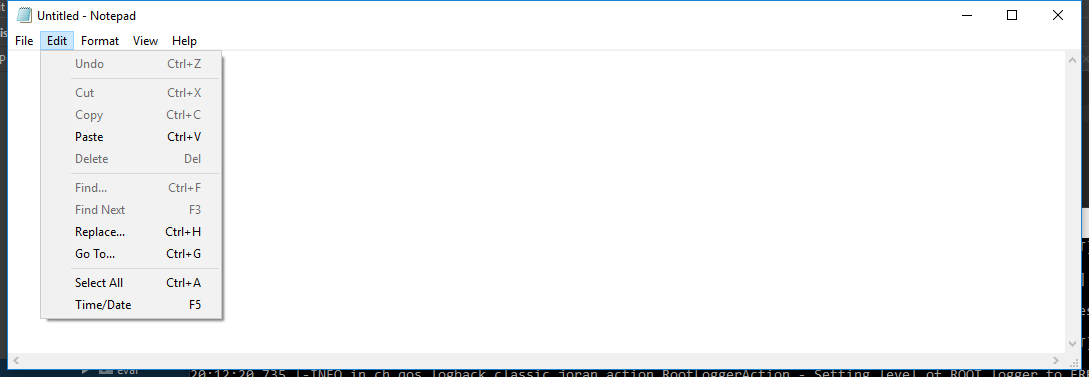 Untitled - Notepad
File Edit Format View Help
Undo Ctrl+Z
Cut Ctrl+X
Copy Ctrl+C
Paste Ctrl+V
Delete Del
Find... Ctrl+F
Find Next F3
Replace... Ctrl+H
Go To... Ctrl+G
Select All Ctrl+A
Time/Date F5
eval
20:12:20,735 |-INFO in ch.qos.logback.classic.joran.action.RootLoggerAction - Setting level of ROOT logger to